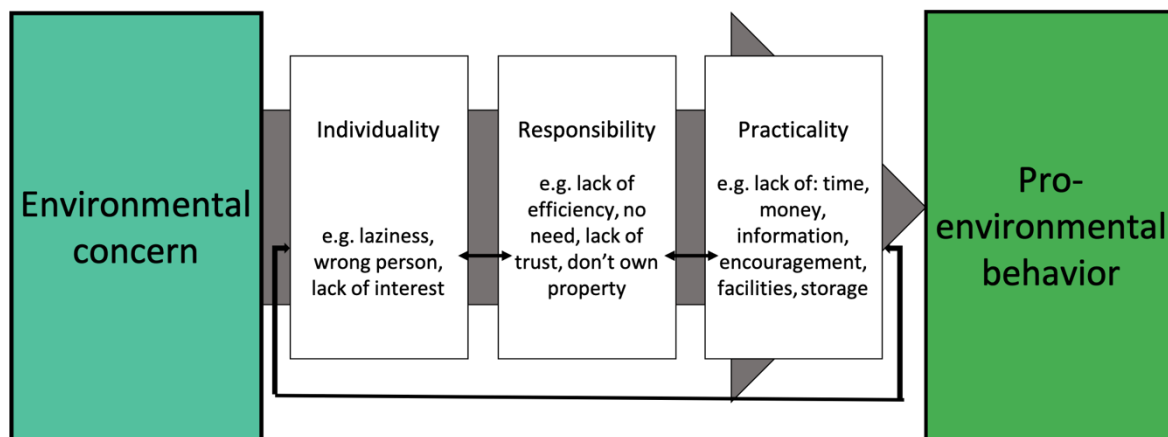 Environmental
concern
Individuality
e.g. laziness,
wrong person,
lack of interest
Responsibility
e.g. lack of
efficiency, no
need, lack of
trust, don’t own
property
Practicality
e.g. lack of: time,
money,
information,
encouragement,
facilities, storage
Pro-
environmental
behavior